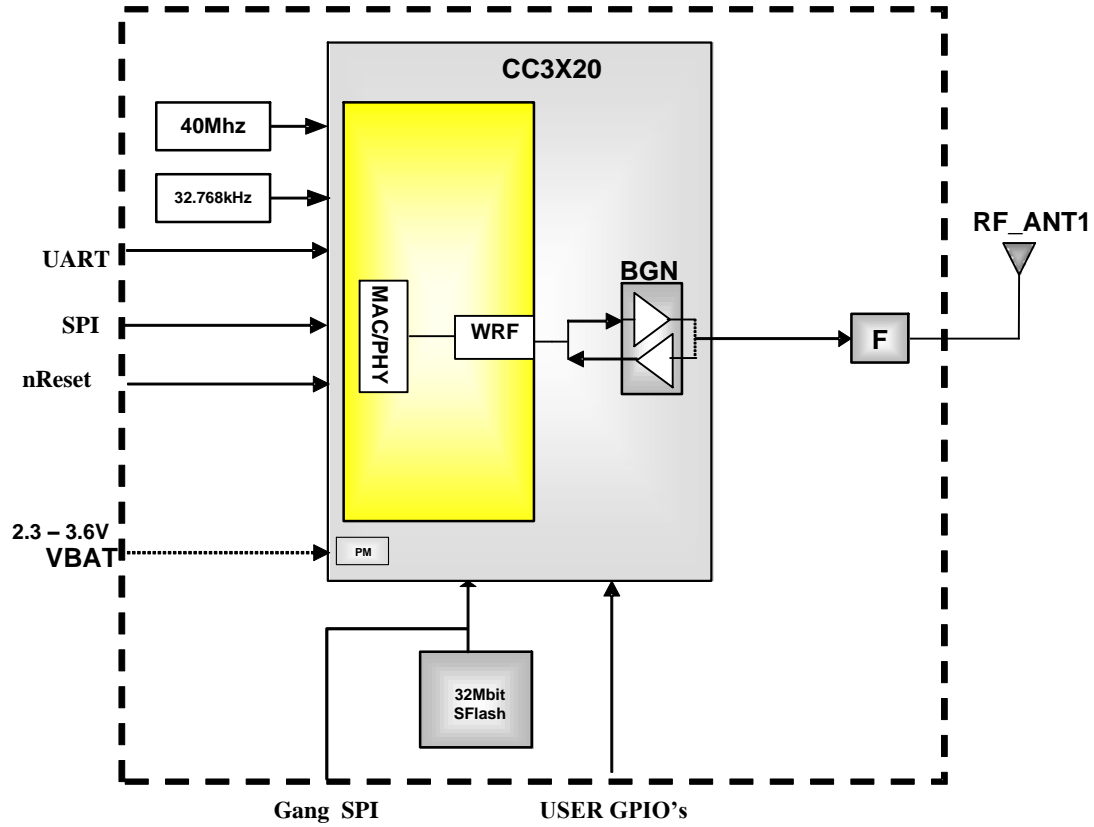 CC3X20
40Mhz
32.768kHz
RF_ANT1
UART
BGN
MAC/PHY
SPI
WRF
F
nReset
2.3 – 3.6V
VBAT
PM
32Mbit
SFlash
Gang SPI
USER GPIO's